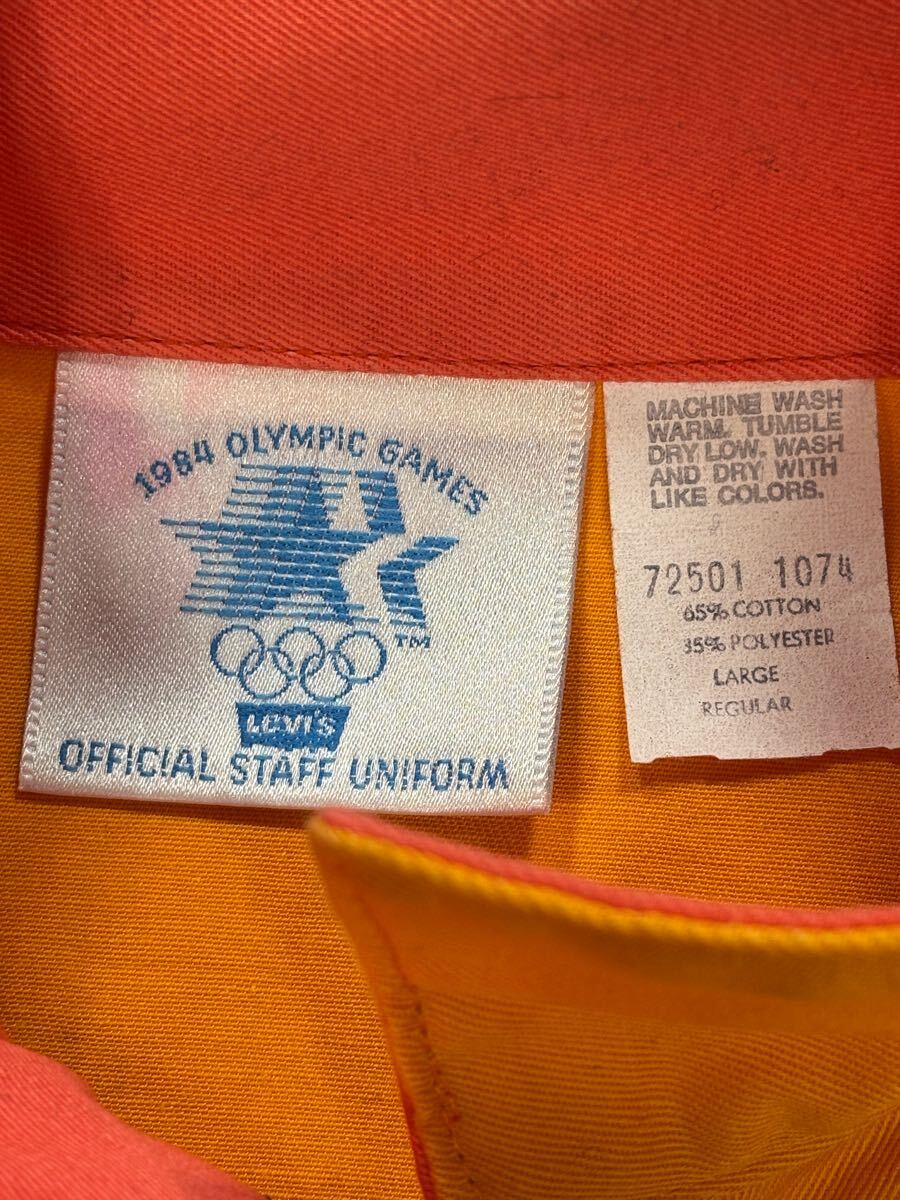 1984 OLYMPIC GAMES
TM
LEVI'S
OFFICIAL STAFF UNIFORM
MACHINE WASH
WARM, TUMBLE
DRY LOW, WASH
AND DRY WITH
LIKE COLORS.
72501 1074
65% COTTON
35% POLYESTER
LARGE
REGULAR